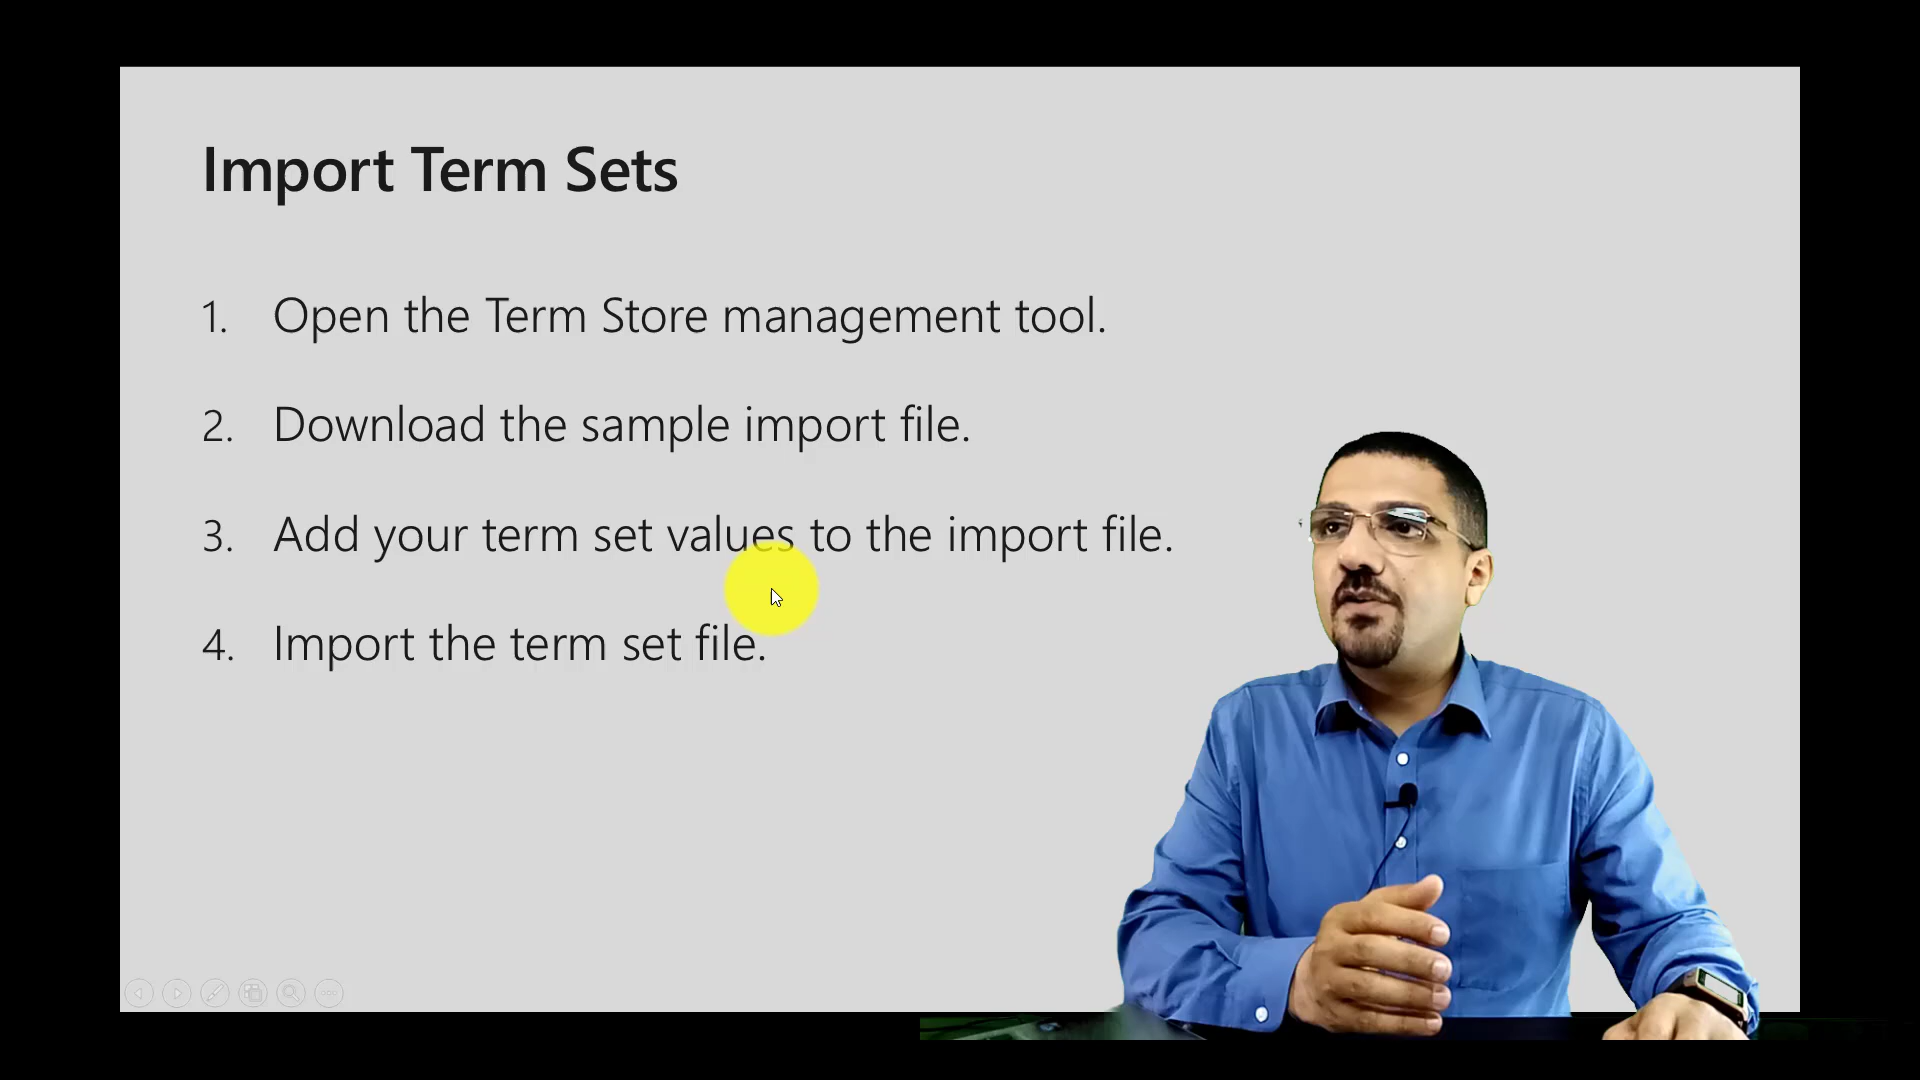 Import Term Sets
1. Open the Term Store management tool.
2. Download the sample import file.
3. Add your term set values to the import file.
4. Import the term set file.